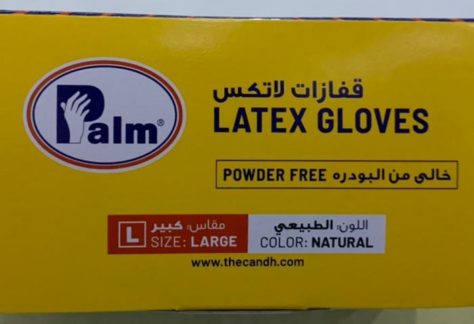 Palm®
قفازات لاتكس
LATEX GLOVES
POWDER FREE خالي من البودره
L
مقاس: كبير
SIZE: LARGE
اللون: الطبيعي
COLOR: NATURAL
www.thecandh.com